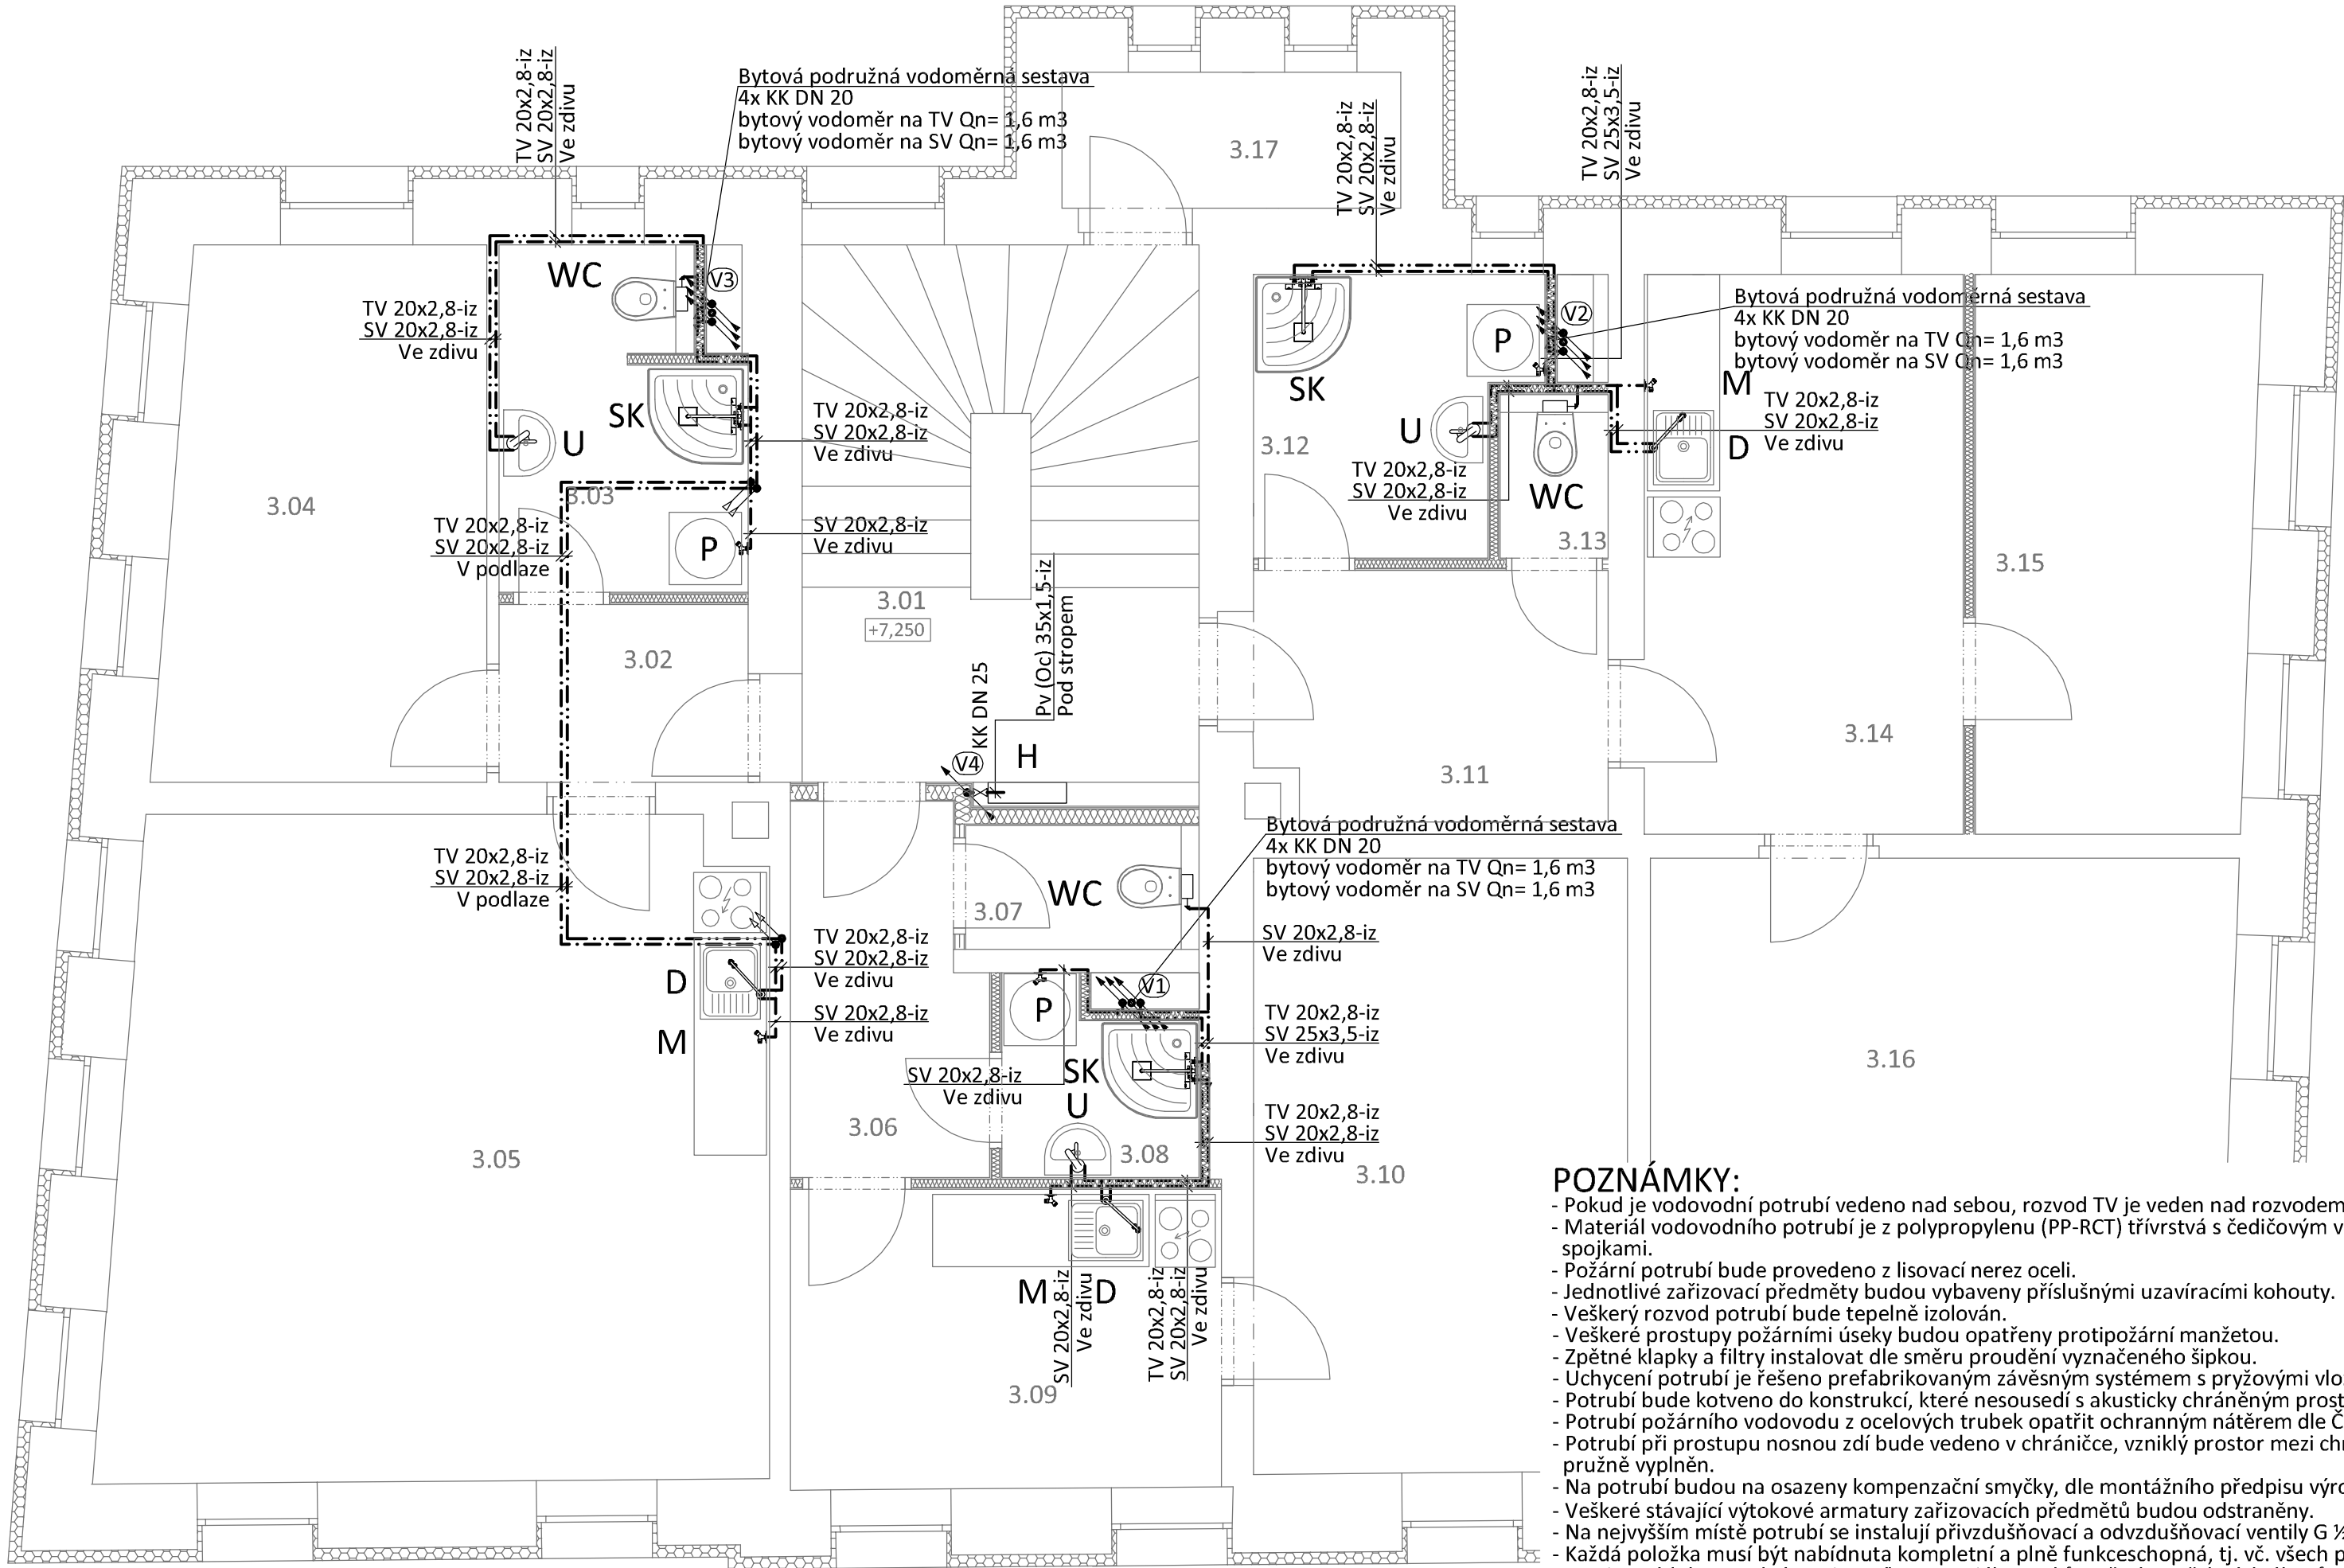 TV 20x2,8-iz
SV 20x2,8-iz
Ve zdivu
Bytová podružná vodoměrná sestava
4x KK DN 20
bytový vodoměr na TV Qn= 1,6 m3
bytový vodoměr na SV Qn= 1,6 m3
3.17
TV 20x2,8-iz
SV 20x2,8-iz
Ve zdivu
TV 20x2,8-iz
SV 25x3,5-iz
Ve zdivu
WC
V3
TV 20x2,8-iz
SV 20x2,8-iz
Ve zdivu
SK
U
TV 20x2,8-iz
SV 20x2,8-iz
Ve zdivu
3.04
3.03
TV 20x2,8-iz
SV 20x2,8-iz
V podlaze
P
SV 20x2,8-iz
Ve zdivu
3.02
3.01
+7,250
Pv (Oc) 35x1,5-iz
Pod stropem
KK DN 25
V4
H
P
V2
Bytová podružná vodoměrná sestava
4x KK DN 20
bytový vodoměr na TV Qn= 1,6 m3
bytový vodoměr na SV Qn= 1,6 m3
SK
M
TV 20x2,8-iz
SV 20x2,8-iz
Ve zdivu
D
U
3.12
TV 20x2,8-iz
SV 20x2,8-iz
Ve zdivu
WC
3.13
3.15
3.14
3.11
TV 20x2,8-iz
SV 20x2,8-iz
V podlaze
Bytová podružná vodoměrná sestava
4x KK DN 20
bytový vodoměr na TV Qn= 1,6 m3
bytový vodoměr na SV Qn= 1,6 m3
WC
3.07
TV 20x2,8-iz
SV 20x2,8-iz
Ve zdivu
SV 20x2,8-iz
Ve zdivu
D
M
SV 20x2,8-iz
Ve zdivu
P
V1
TV 20x2,8-iz
SV 25x3,5-iz
Ve zdivu
SV 20x2,8-iz
Ve zdivu
SK
U
TV 20x2,8-iz
SV 20x2,8-iz
Ve zdivu
3.05
3.06
3.08
3.10
3.16
M
D
SV 20x2,8-iz
Ve zdivu
TV 20x2,8-iz
SV 20x2,8-iz
Ve zdivu
3.09
POZNÁMKY:
- Pokud je vodovodní potrubí vedeno nad sebou, rozvod TV je veden nad rozvodem
- Materiál vodovodního potrubí je z polypropylenu (PP-RCT) třívrstvá s čedičovým v
spojkami.
- Požární potrubí bude provedeno z lisovací nerez oceli.
- Jednotlivé zařizovací předměty budou vybaveny příslušnými uzavíracími kohouty.
- Veškerý rozvod potrubí bude tepelně izolován.
- Veškeré prostupy požárními úseky budou opatřeny protipožární manžetou.
- Zpětné klapky a filtry instalovat dle směru proudění vyznačeného šipkou.
- Uchycení potrubí je řešeno prefabrikovaným závěsným systémem s pryžovými vlo
- Potrubí bude kotveno do konstrukcí, které nesousedí s akusticky chráněným prost
- Potrubí požárního vodovodu z ocelových trubek opatřit ochranným nátěrem dle Č
- Potrubí při prostupu nosnou zdí bude vedeno v chráničce, vzniklý prostor mezi chr
pružně vyplněn.
- Na potrubí budou na osazeny kompenzační smyčky, dle montážního předpisu výro
- Veškeré stávající výtokové armatury zařizovacích předmětů budou odstraněny.
- Na nejvyšším místě potrubí se instalují přivzdušňovací a odvzdušňovací ventily G ½
- Každá položka musí být nabídnuta kompletní a plně funkceschopná, tj. vč. všech p